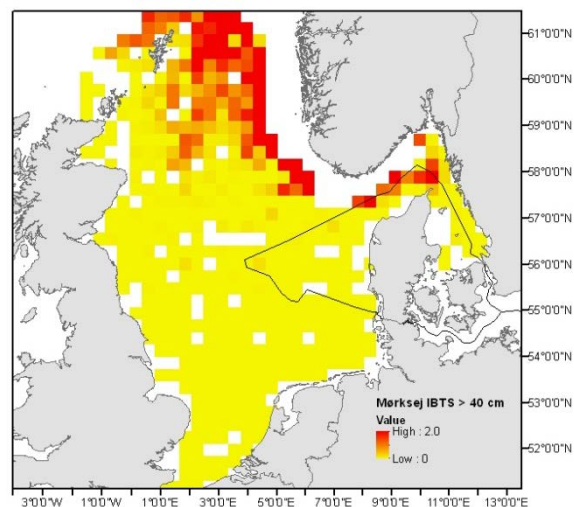 61°0'0"N
60°0'0"N
59°0'0"N
58°0'0"N
57°0'0"N
56°0'0"N
55°0'0"N
54°0'0"N
53°0'0"N
52°0'0"N
Mørksej IBTS > 40 cm
Value
High : 2.0
Low : 0
3°0'0"W 1°0'0"W 1°0'0"E 3°0'0"E 5°0'0"E 7°0'0"E 9°0'0"E 11°0'0"E 13°0'0"E